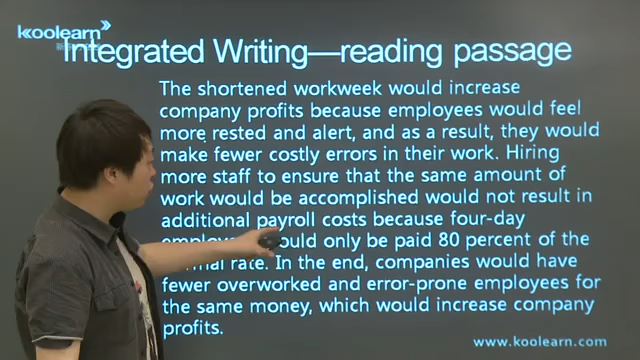 koolearn
Integrated Writing—reading passage
The shortened workweek would increase
company profits because employees would feel
more rested and alert, and as a result, they would
make fewer costly errors in their work. Hiring
more staff to ensure that the same amount of
work would be accomplished would not result in
additional payroll costs because four-day
would only be paid 80 percent of the
rate. In the end, companies would have
fewer overworked and error-prone employees for
the same money, which would increase company
profits.
www.koolearn.com